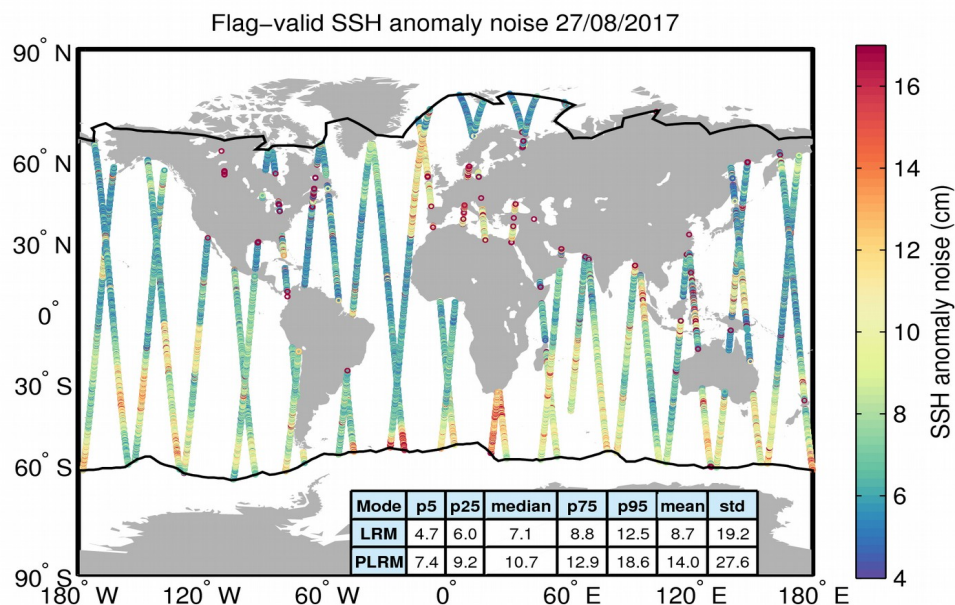 Flag−valid SSH anomaly noise 27/08/2017
90° N
60° N
30° N
0°
30° S
60° S
90° S
180° W
120° W
60° W
0°
60° E
120° E
180° E
Mode p5 p25 median p75 p95 mean std
LRM 4.7 6.0 7.1 8.8 12.5 8.7 19.2
PLRM 7.4 9.2 10.7 12.9 18.6 14.0 27.6
16
14
12
10
8
6
4
SSH anomaly noise (cm)